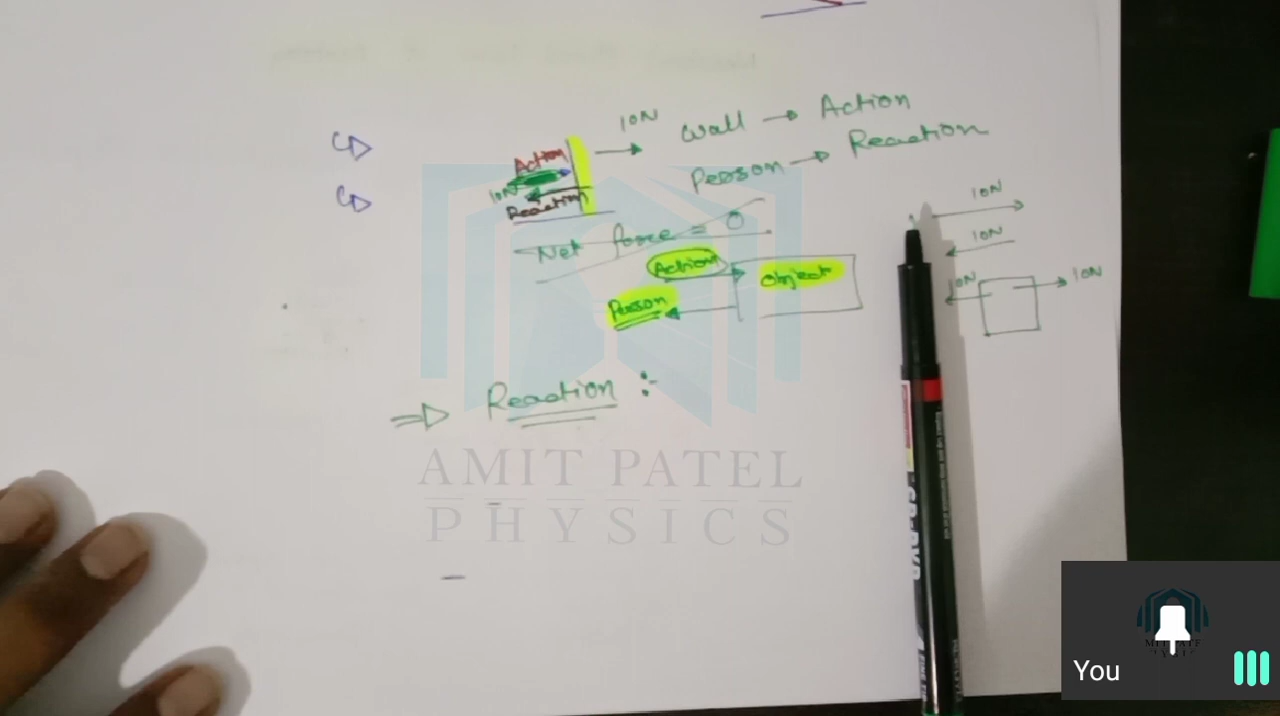 10N
Wall → Action
Person → Reaction
Action
10N
Reaction
Net force = 0
Action
Object
Person
10N
10N
10N
10N
Reaction :-
AMIT PATEL
PHYSICS
You